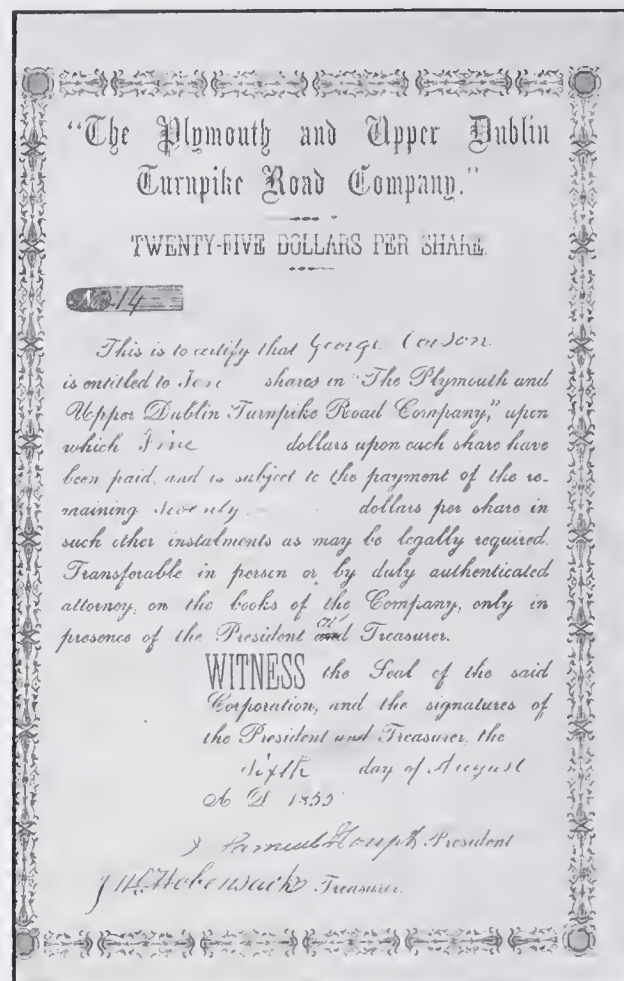 "The Plymouth and Upper Dublin
Turnpike Road Company."
TWENTY-FIVE DOLLARS PER SHARE.
No. 14
This is to certify that George Corson
is entitled to Ten shares in "The Plymouth and
Upper Dublin Turnpike Road Company," upon
which Five dollars upon each share have
been paid, and is subject to the payment of the re-
maining twenty dollars per share in
such other instalments as may be legally required.
Transferable in person or by duly authenticated
attorney, on the books of the Company, only in
presence of the President or Treasurer.
WITNESS the Seal of the said
Corporation, and the signatures of
the President and Treasurer, the
Sixth day of August
A D 1855
Samuel President
Hobensack Treasurer.